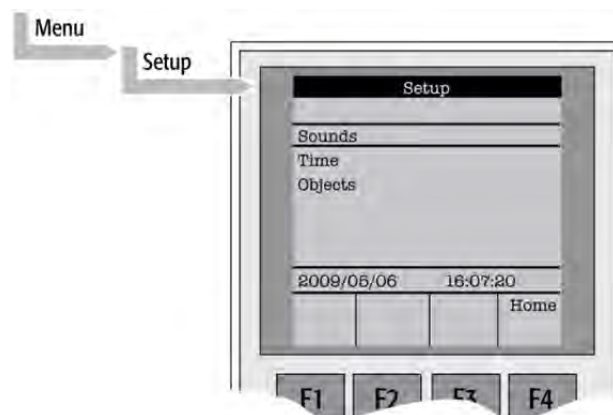 Menu
Setup
Setup
Sounds
Time
Objects
2009/05/06 16:07:20
Home
F1 F2 F3 F4